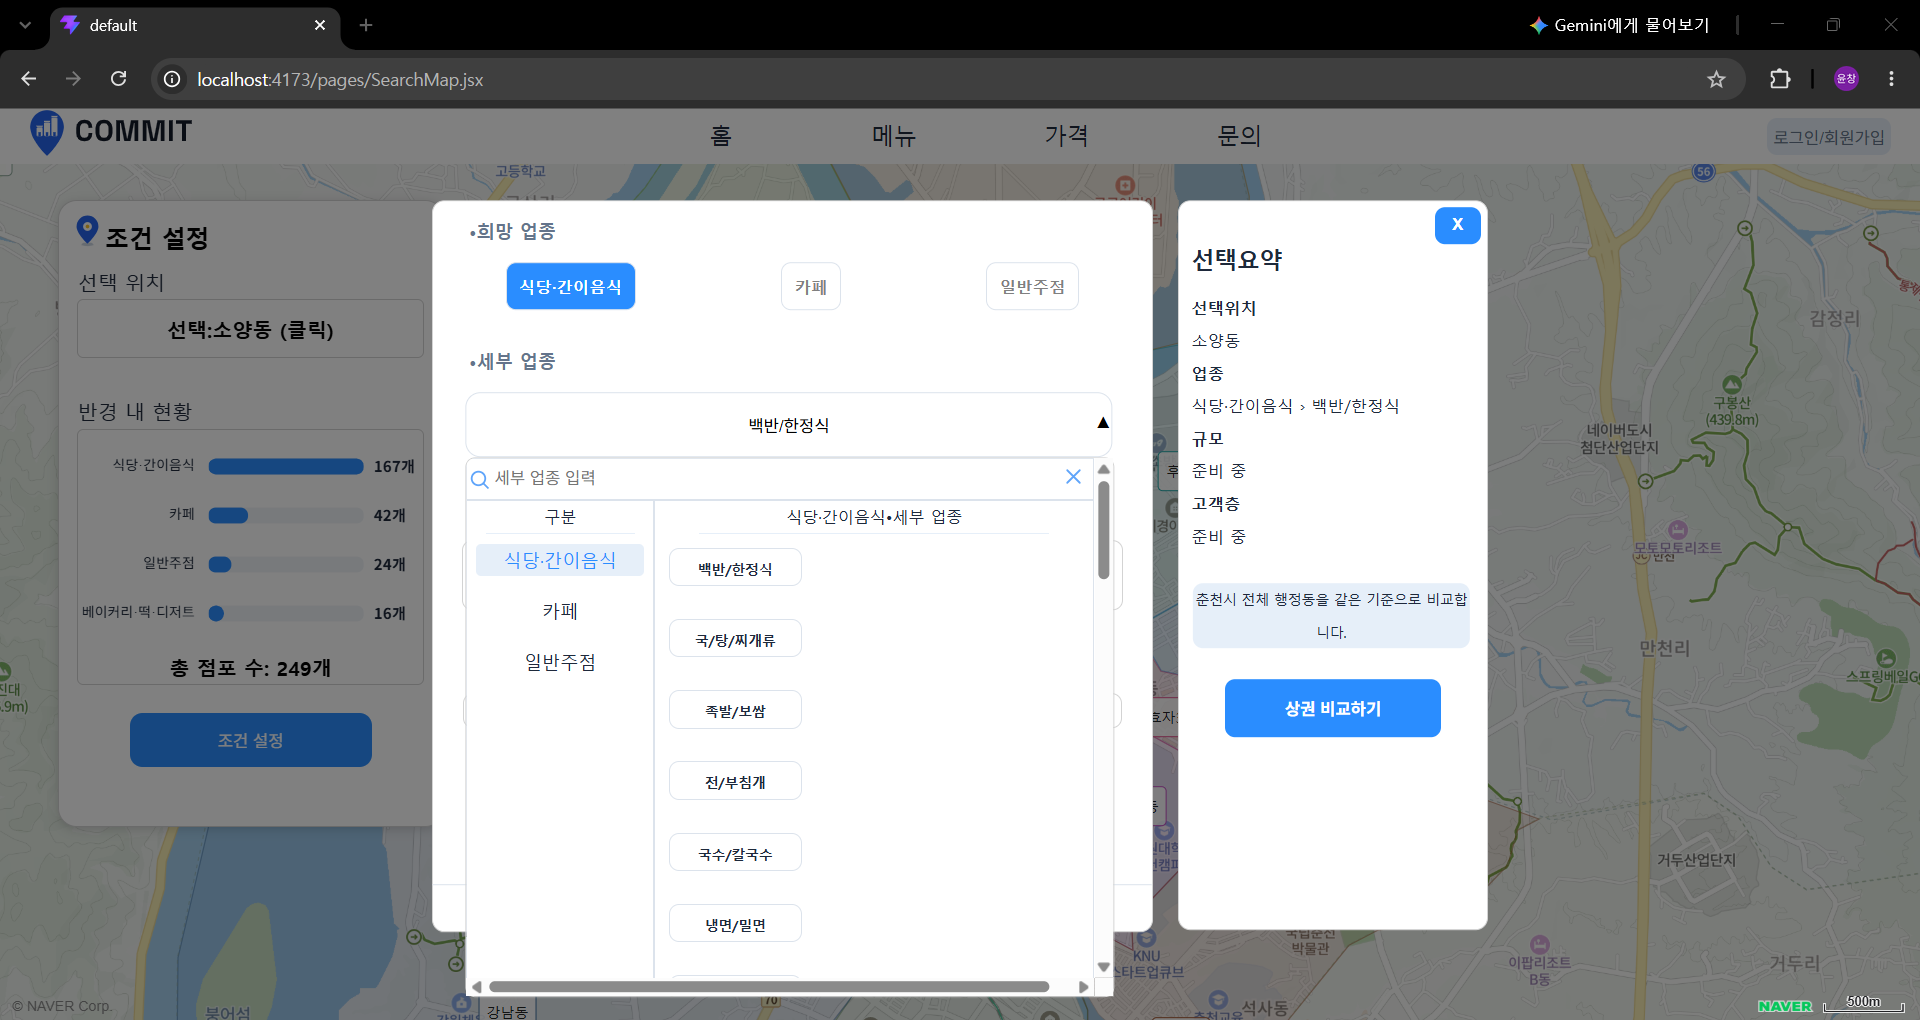 default
Gemini에게 물어보기
localhost:4173/pages/SearchMap.jsx
윤창
COMMIT
홈
메뉴
가격
문의
로그인/회원가입
고등학교
56
조건 설정
선택 위치
선택:소양동 (클릭)
반경 내 현황
식당·간이음식
167개
카페
42개
일반주점
24개
베이커리·떡·디저트
16개
총 점포 수: 249개
조건 설정
•희망 업종
식당·간이음식
카페
일반주점
•세부 업종
백반/한정식
▲
세부 업종 입력
구분
식당·간이음식•세부 업종
식당·간이음식
카페
일반주점
백반/한정식
국/탕/찌개류
족발/보쌈
전/부침개
국수/칼국수
냉면/밀면
X
선택요약
선택위치
소양동
업종
식당·간이음식 › 백반/한정식
규모
준비 중
고객층
준비 중
춘천시 전체 행정동을 같은 기준으로 비교합
니다.
상권 비교하기
감정리
구봉산
(439.8m)
네이버도시
첨단산업단지
모토모토리조트
만천리
거두산업단지
KNU
스타트업큐브
박물관
이팝리조트
B동
거두리
석사동
70
강남동
붕어섬
© NAVER Corp.
NAVER
500m